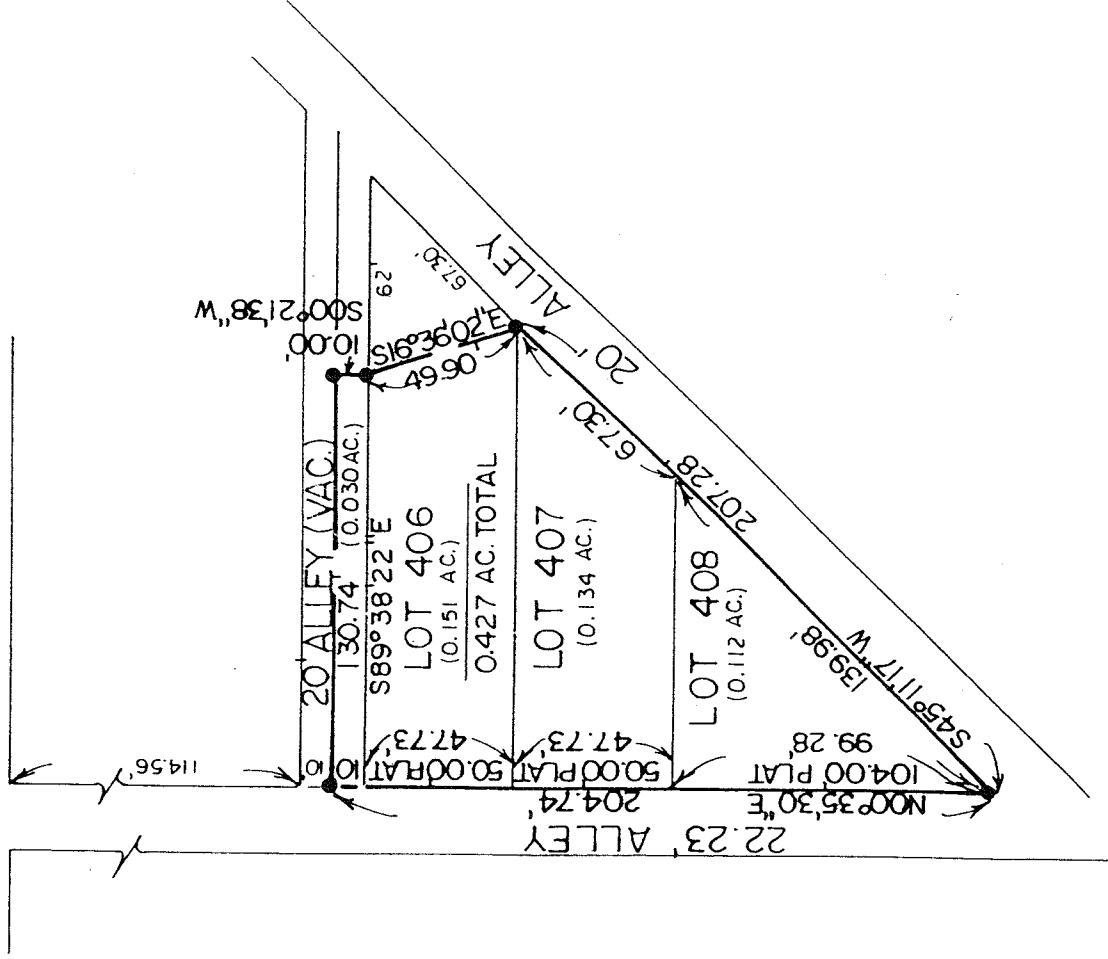 S00°21'38"W
10.00'
62'
67.30'
S16°39'02"E
49.90'
20' ALLEY
20' ALLEY (VAC.)
(0.030 AC.)
130.74'
S89°38'22"E
LOT 406
(0.151 AC.)
0.427 AC. TOTAL
LOT 407
(0.134 AC.)
LOT 408
(0.112 AC.)
67.30'
207.28'
139.98'
S45°11'17"W
114.56'
10
10
47.73'
50.00' PLAT
47.73'
50.00' PLAT
99.28'
104.00' PLAT
204.74'
N00°35'30"E
22.23' ALLEY